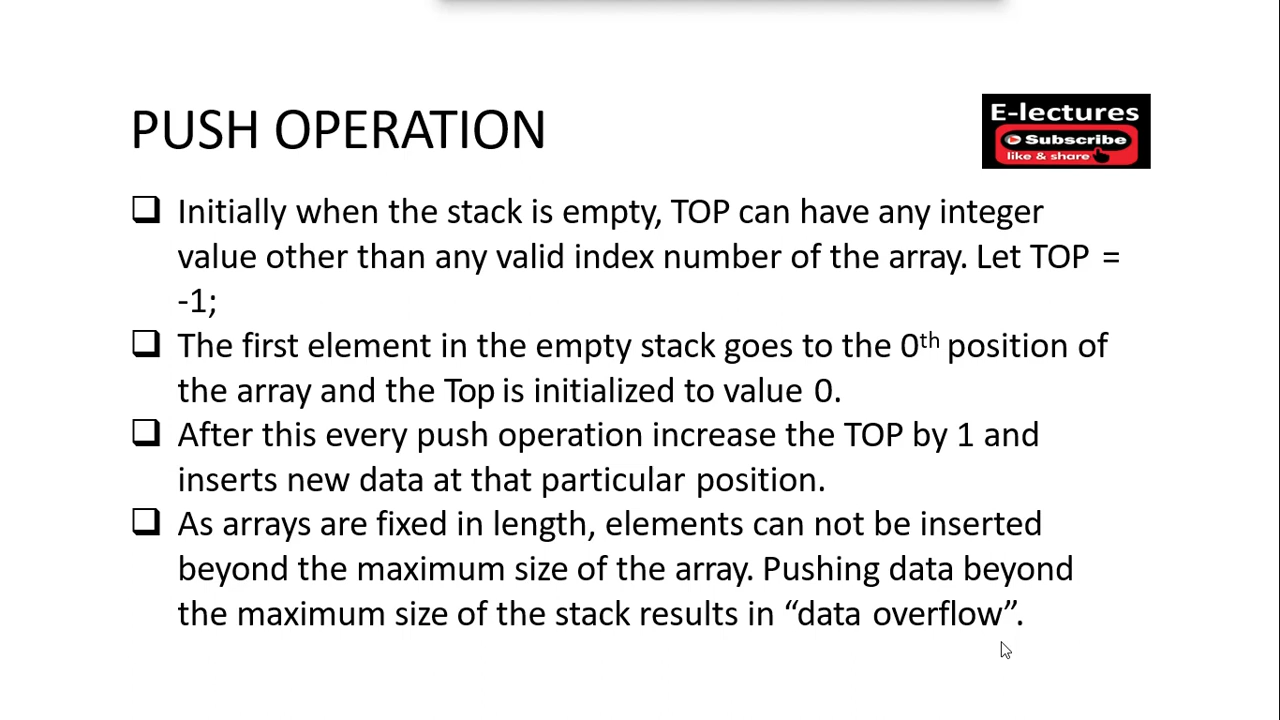 PUSH OPERATION
E-lectures
Subscribe
like & share
Initially when the stack is empty, TOP can have any integer
value other than any valid index number of the array. Let TOP =
-1;
The first element in the empty stack goes to the 0th position of
the array and the Top is initialized to value 0.
After this every push operation increase the TOP by 1 and
inserts new data at that particular position.
As arrays are fixed in length, elements can not be inserted
beyond the maximum size of the array. Pushing data beyond
the maximum size of the stack results in “data overflow”.